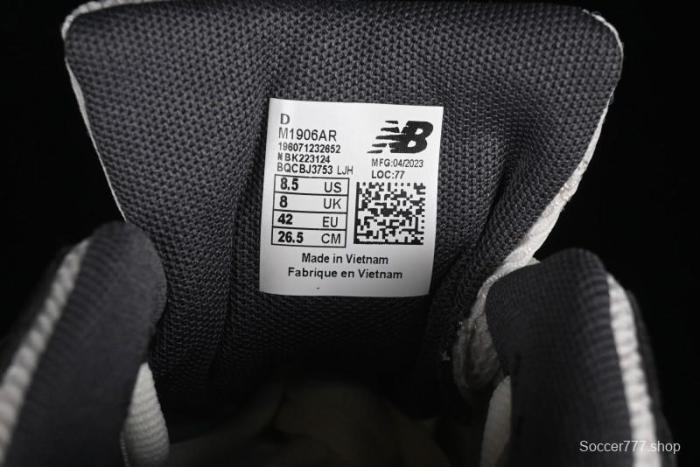 D
M1906AR
196071232652
NBK223124
BQCBJ3753 LJH
NB
MFG:04/2023
LOC:77
8.5 US
8 UK
42 EU
26.5 CM
Made in Vietnam
Fabrique en Vietnam
Soccer777.shop